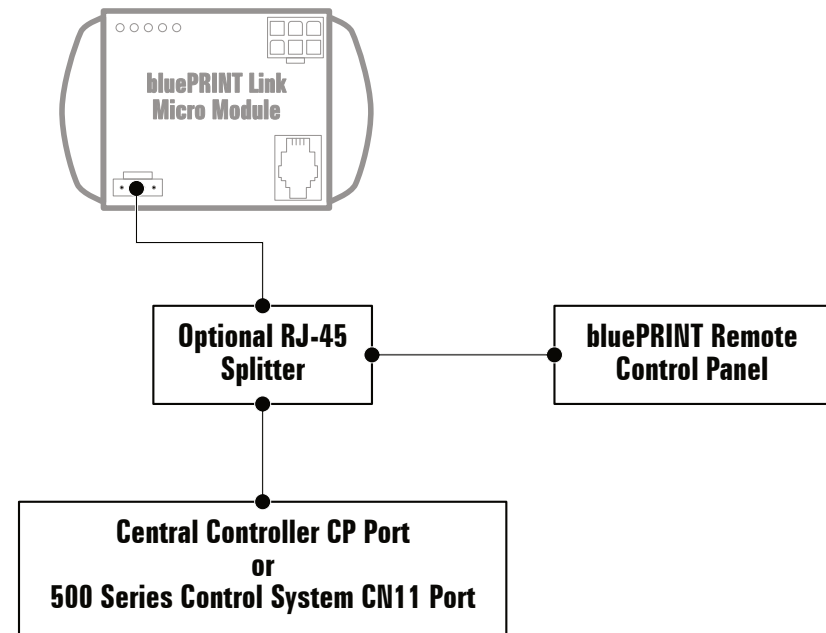 bluePRINT Link
Micro Module
Optional RJ-45
Splitter
bluePRINT Remote
Control Panel
Central Controller CP Port
or
500 Series Control System CN11 Port